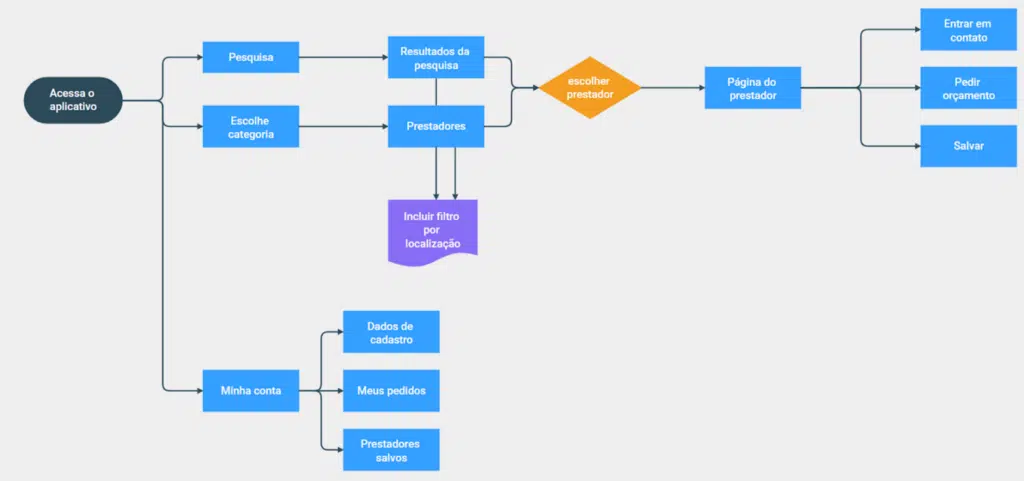 Acessa o
aplicativo
Pesquisa
Escolhe
categoria
Resultados da
pesquisa
Prestadores
Incluir filtro
por
localização
escolher
prestador
Página do
prestador
Entrar em
contato
Pedir
orçamento
Salvar
Minha conta
Dados de
cadastro
Meus pedidos
Prestadores
salvos